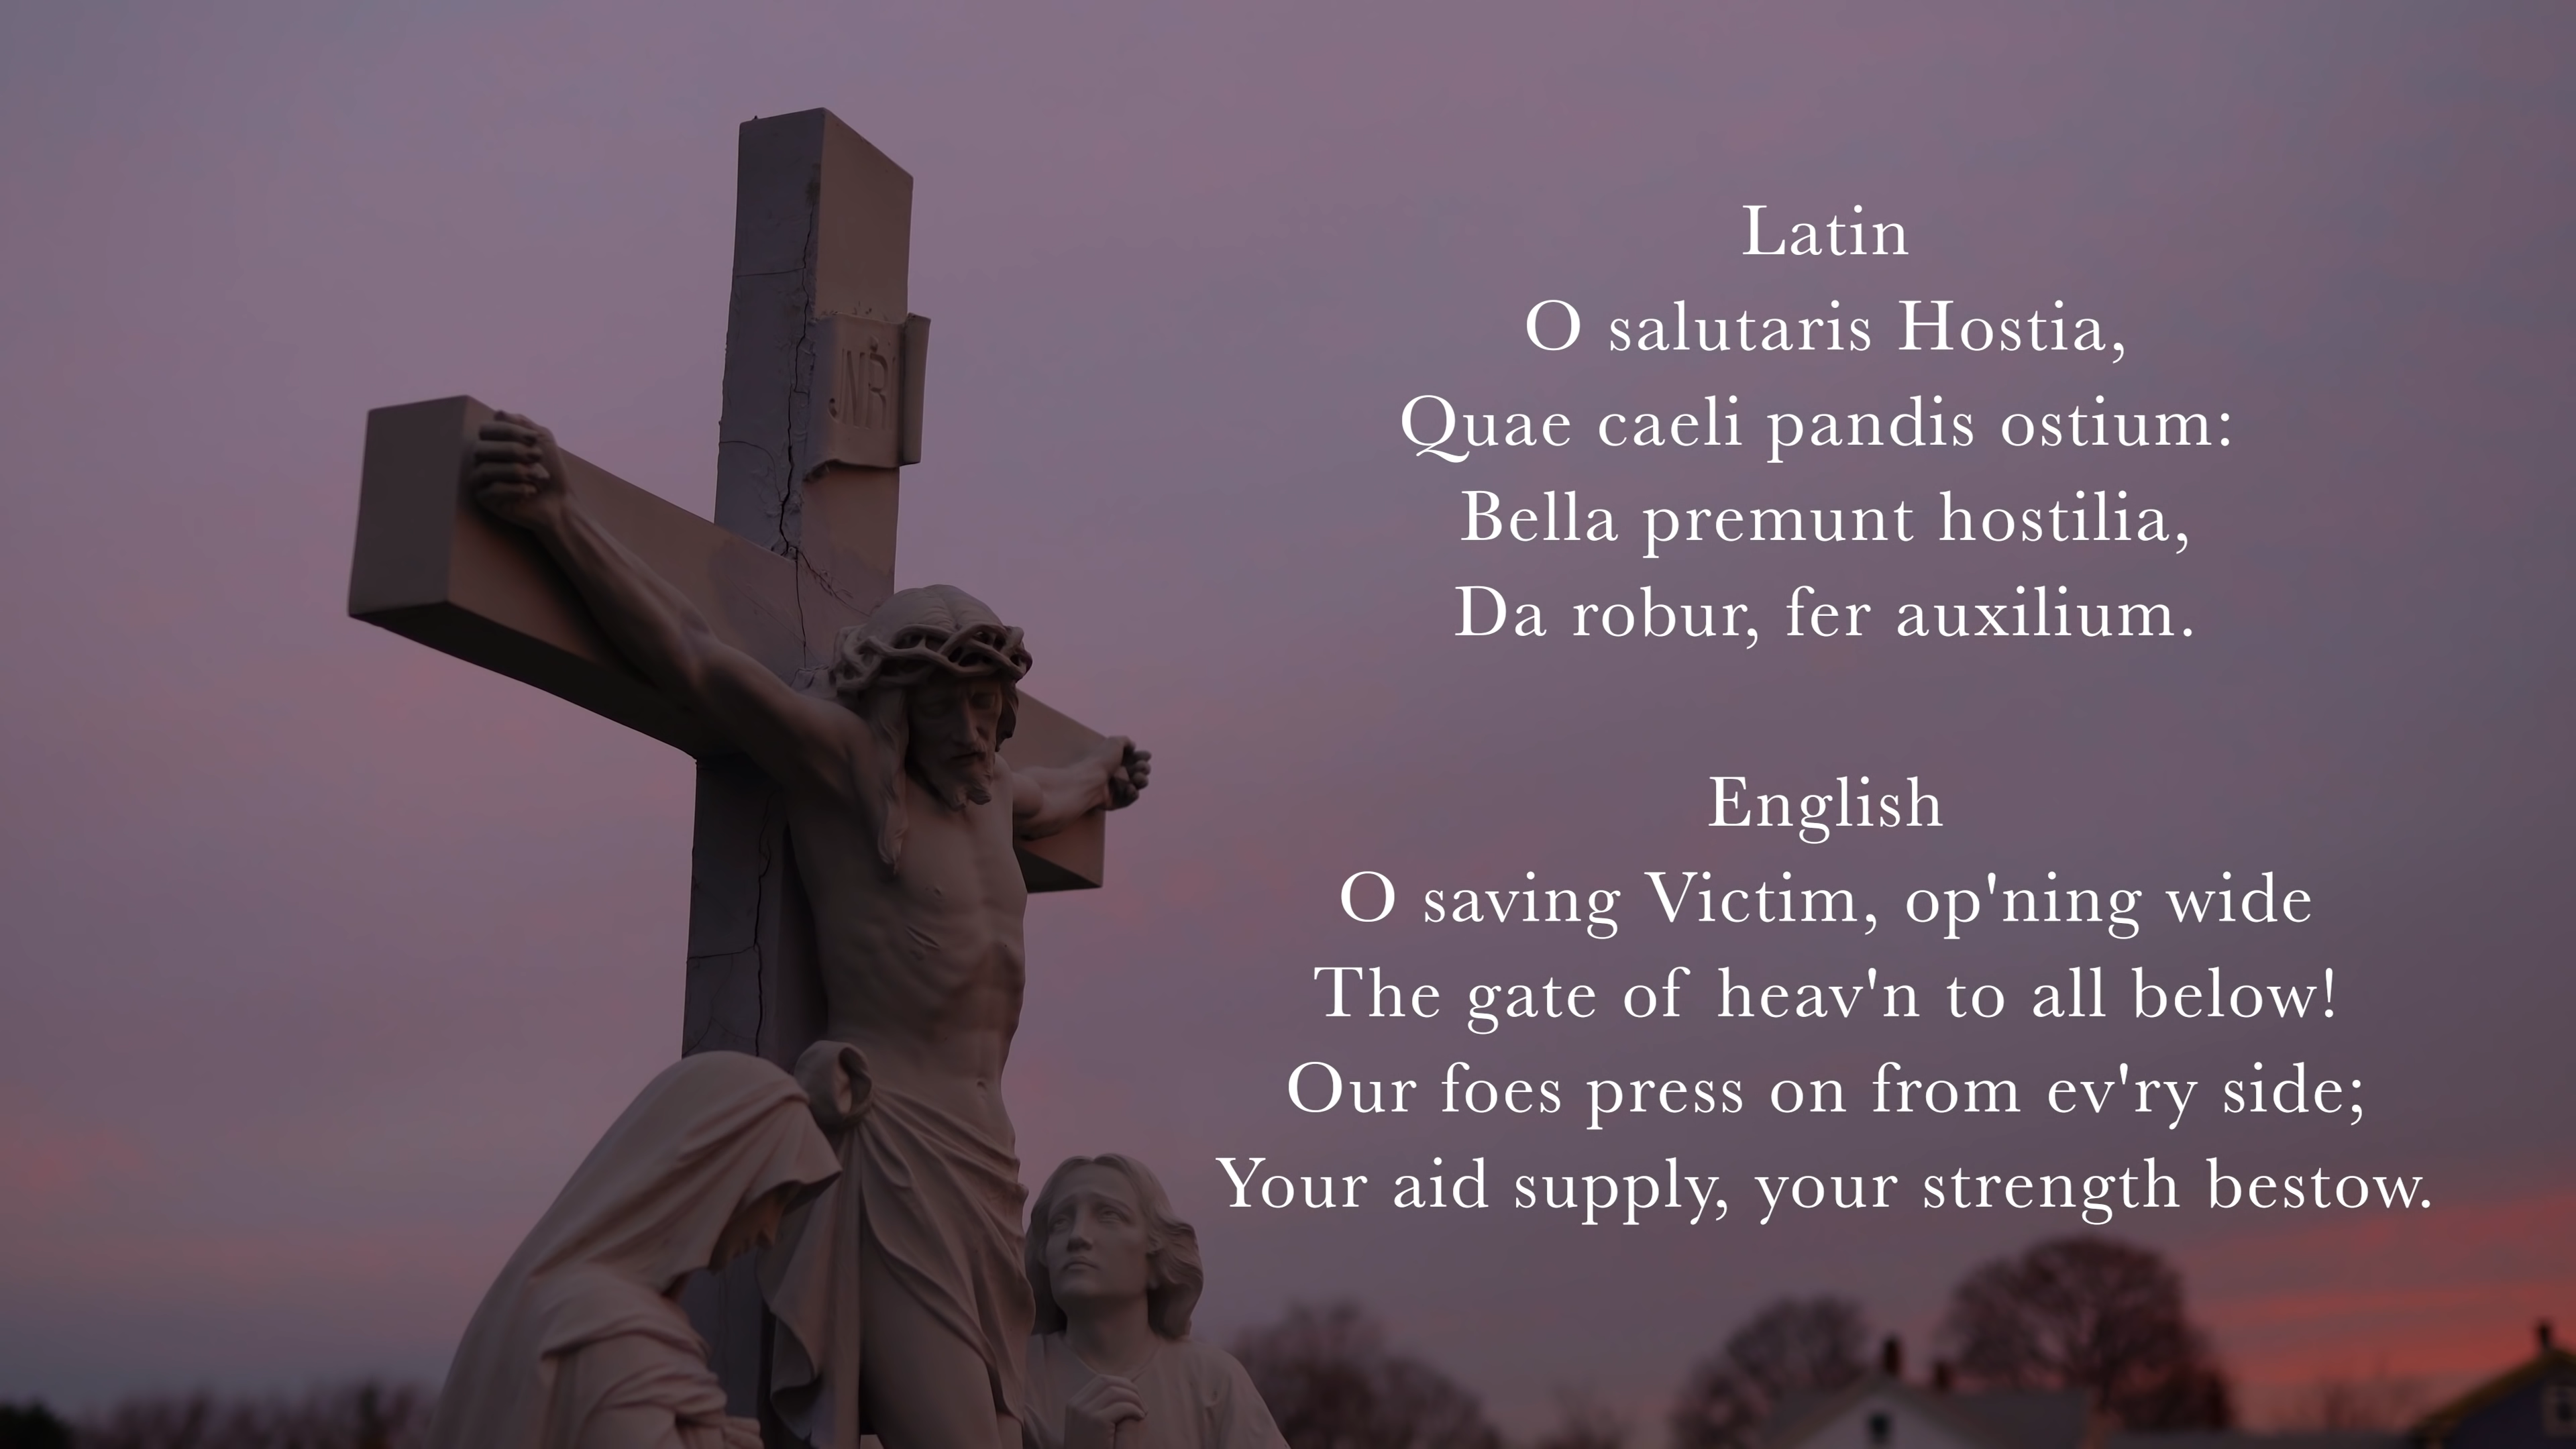 JNRI
Latin
O salutaris Hostia,
Quae caeli pandis ostium:
Bella premunt hostilia,
Da robur, fer auxilium.
English
O saving Victim, op'ning wide
The gate of heav'n to all below!
Our foes press on from ev'ry side;
Your aid supply, your strength bestow.